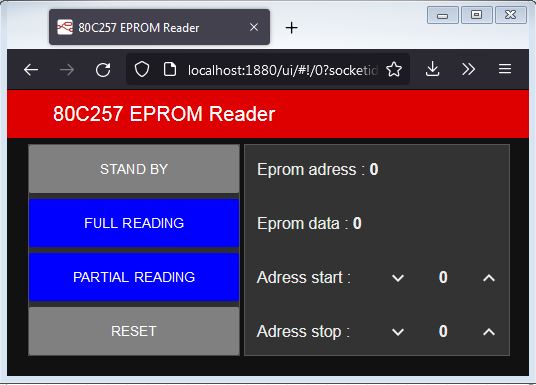 80C257 EPROM Reader
localhost:1880/ui/#!/0?socketid
80C257 EPROM Reader
STAND BY
FULL READING
PARTIAL READING
RESET
Eprom adress : 0
Eprom data : 0
Adress start : 0
Adress stop : 0